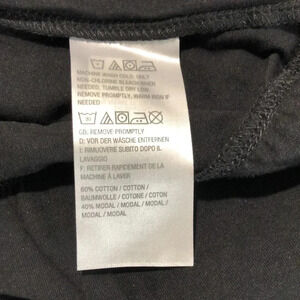 MACHINE WASH COLD, ONLY
NON-CHLORINE BLEACH WHEN
NEEDED, TUMBLE DRY LOW,
REMOVE PROMPTLY, WARM IRON IF
NEEDED
GB: REMOVE PROMPTLY
D: VOR DER WÄSCHE ENTFERNEN
I: RIMUOVERE SUBITO DOPO IL
LAVAGGIO
F: RETIRER RAPIDEMENT DE LA
MACHINE À LAVER
60% COTTON / COTTON /
BAUMWOLLE / COTONE / COTON
40% MODAL / MODAL / MODAL /
MODAL / MODAL